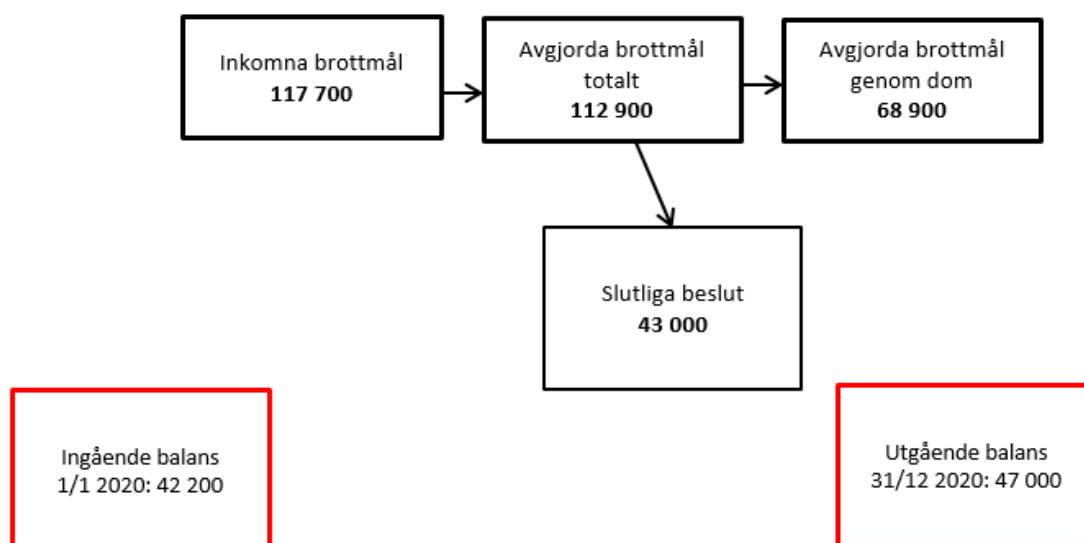 Inkomna brottmål
117 700
Avgjorda brottmål
totalt
112 900
Avgjorda brottmål
genom dom
68 900
Slutliga beslut
43 000
Ingående balans
1/1 2020: 42 200
Utgående balans
31/12 2020: 47 000